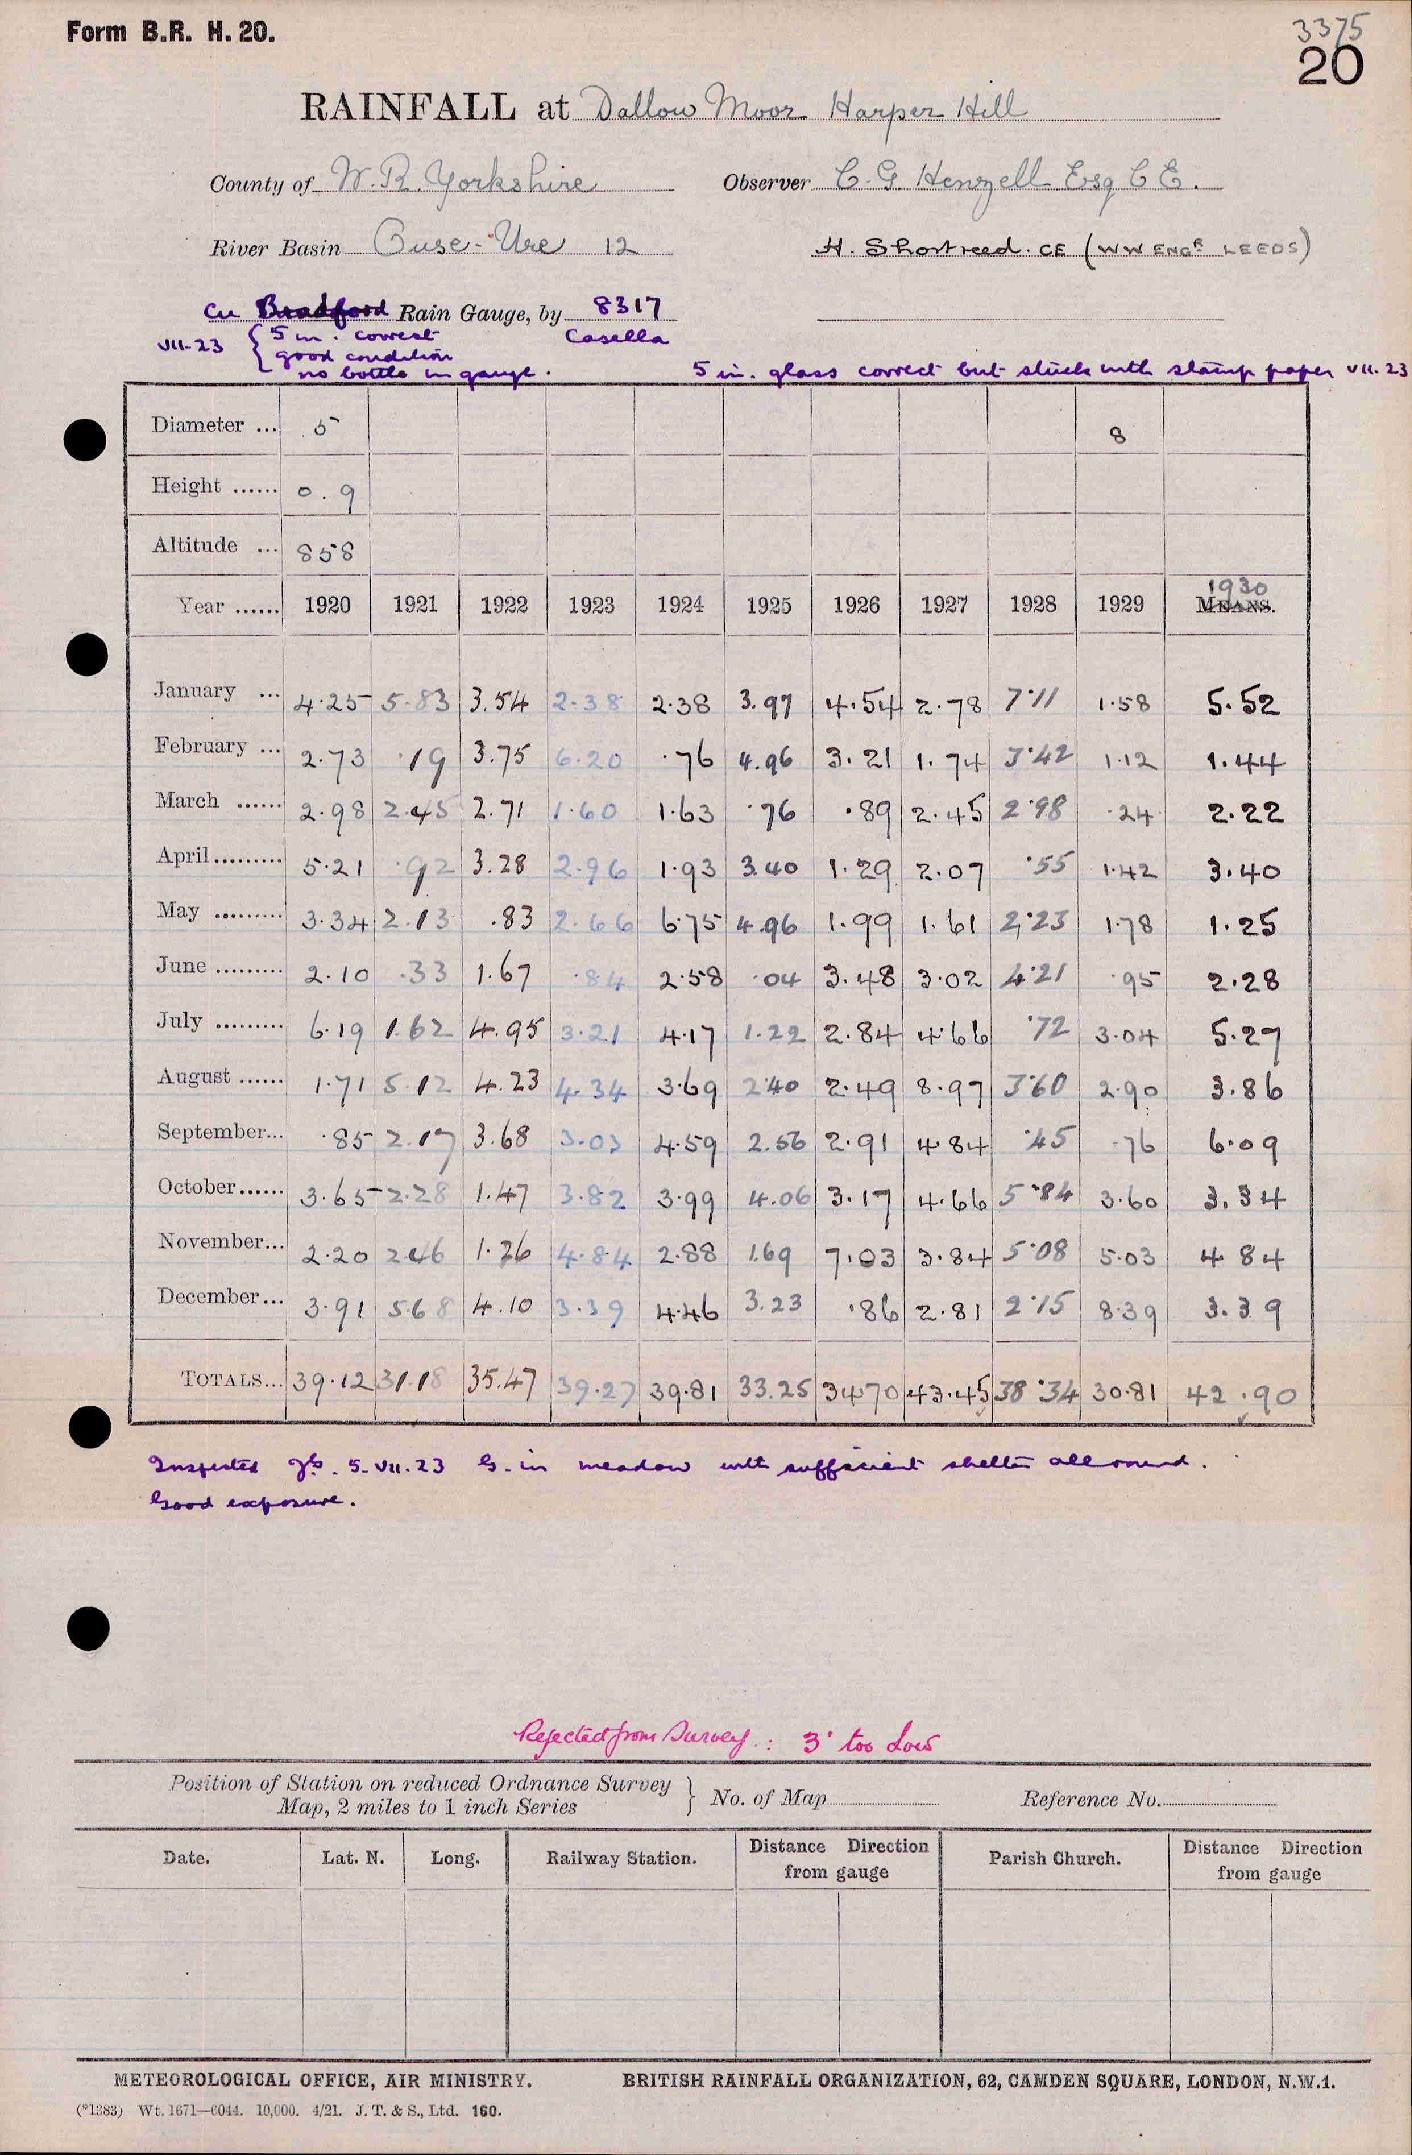 Form B.R. H. 20.
3375
20
RAINFALL at Dallow Moor Harper Hill
County of W. R. Yorkshire Observer C. G. Henzell Esq C E.
River Basin Ouse - Ure 12 H. Shortreed. CE (WW ENGR LEEDS)
Cu Bradford Rain Gauge, by 8317
VII-23 { 5 in. correct Casella
good condition
no bottle in gauge. 5 in. glass correct but stuck with stamp paper VII. 23
Diameter ... 5 8
Height ...... 0.9
Altitude ... 858
1930
Year ...... 1920 1921 1922 1923 1924 1925 1926 1927 1928 1929 MEANS.
January ... 4.25 5.83 3.54 2.38 2.38 3.97 4.54 2.78 7.11 1.58 5.52
February ... 2.73 .19 3.75 6.20 .76 4.96 3.21 1.74 3.42 1.12 1.44
March ...... 2.98 2.45 2.71 1.60 1.63 .76 .89 2.45 2.98 .24 2.22
April ......... 5.21 .92 3.28 2.96 1.93 3.40 1.29 2.07 .55 1.42 3.40
May ......... 3.34 2.13 .83 2.66 6.75 4.96 1.99 1.61 2.23 1.78 1.25
June ......... 2.10 .33 1.67 .84 2.58 .04 3.48 3.02 4.21 .95 2.28
July ......... 6.19 1.62 4.95 3.21 4.17 1.22 2.84 4.66 .72 3.04 5.27
August ...... 1.71 5.12 4.23 4.34 3.69 2.40 2.49 8.97 3.60 2.90 3.86
September... .85 2.17 3.68 3.03 4.59 2.56 2.91 4.84 .45 .76 6.09
October...... 3.65 2.28 1.47 3.82 3.99 4.06 3.17 4.66 5.84 3.60 3.34
November... 2.20 2.46 1.26 4.84 2.88 1.69 7.03 3.84 5.08 5.03 4 84
December... 3.91 5.68 4.10 3.39 4.46 3.23 .86 2.81 2.15 8.39 3.39
TOTALS... 39.12 31.18 35.47 39.27 39.81 33.25 34.70 43.45 38.34 30.81 42.90
Inspected 5. VII. 23 G. in meadow with sufficient shelter all round.
Good exposure.
Rejected from Survey : 3" too Low
Position of Station on reduced Ordnance Survey
Map, 2 miles to 1 inch Series } No. of Map Reference No.
Date. Lat. N. Long. Railway Station. Distance Direction from gauge Parish Church. Distance Direction from gauge
METEOROLOGICAL OFFICE, AIR MINISTRY. BRITISH RAINFALL ORGANIZATION, 62, CAMDEN SQUARE, LONDON, N.W.1.
(*1383) Wt. 1671—6044. 10,000. 4/21. J. T. & S., Ltd. 160.